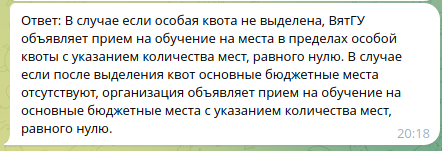 Ответ: В случае если особая квота не выделена, ВятГУ
объявляет прием на обучение на места в пределах особой
квоты с указанием количества мест, равного нулю. В случае
если после выделения квот основные бюджетные места
отсутствуют, организация объявляет прием на обучение на
основные бюджетные места с указанием количества мест,
равного нулю.
20:18